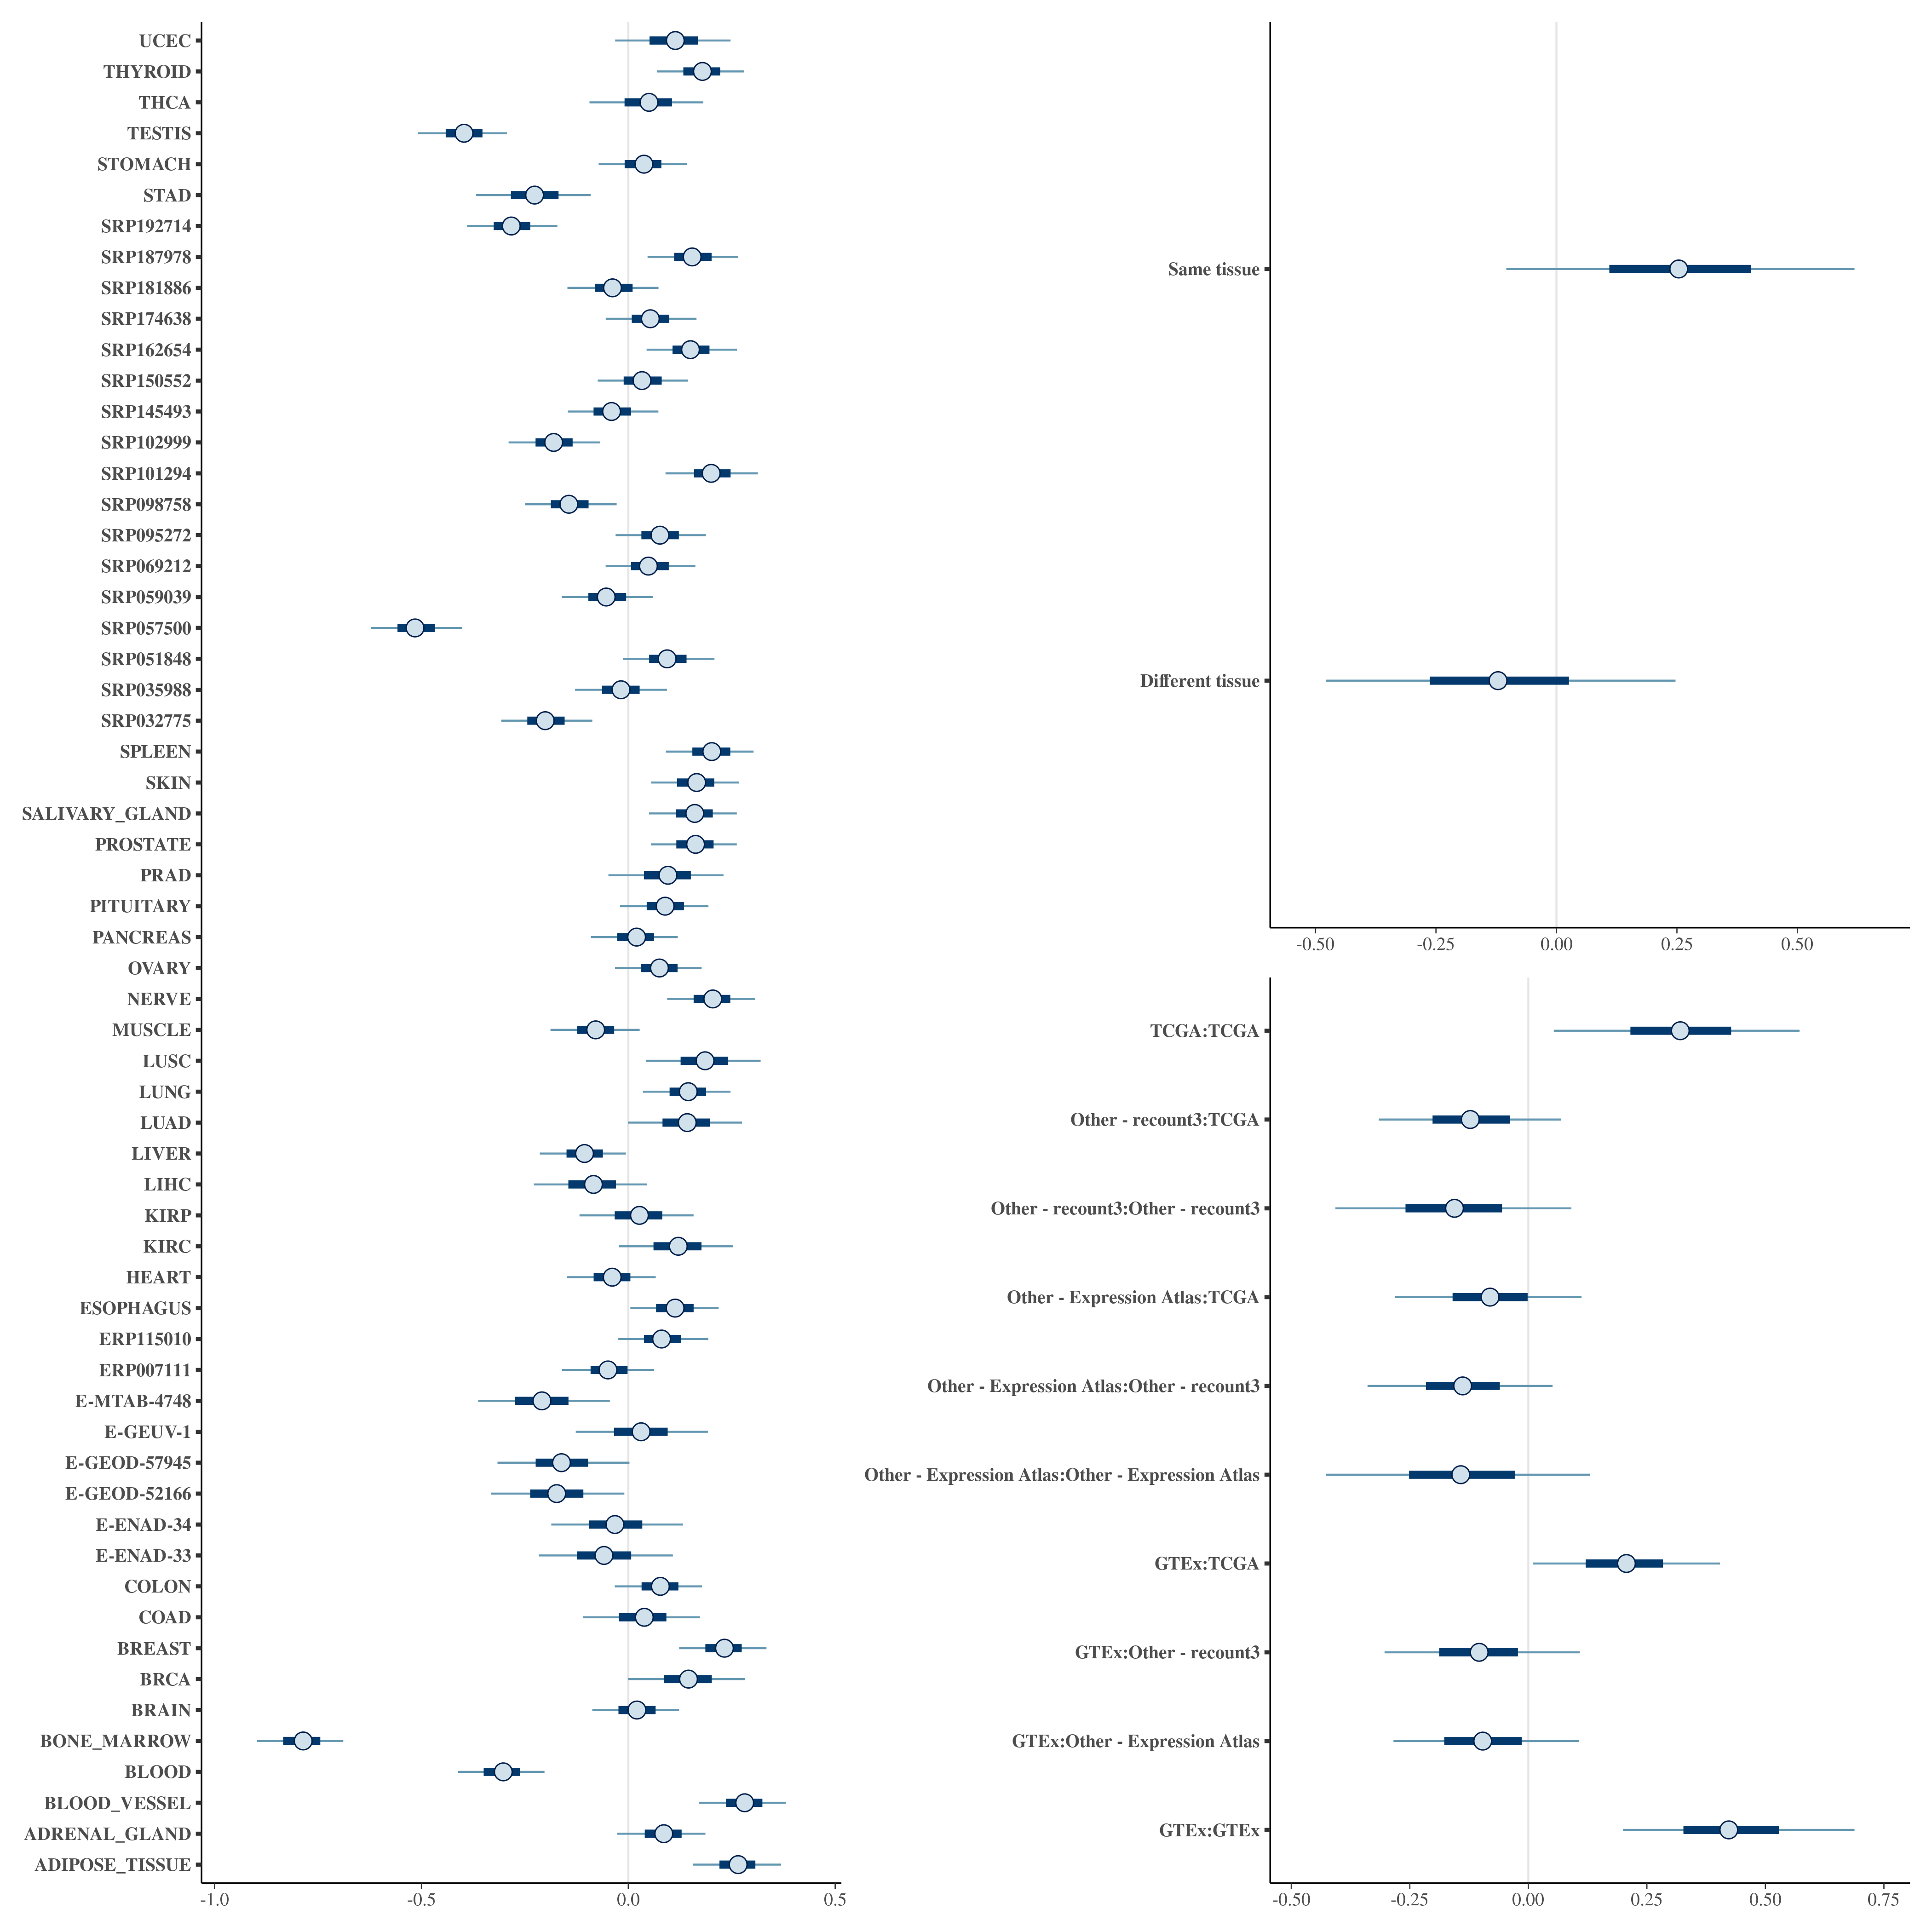 UCEC
THYROID
THCA
TESTIS
STOMACH
STAD
SRP192714
SRP187978
SRP181886
SRP174638
SRP162654
SRP150552
SRP145493
SRP102999
SRP101294
SRP098758
SRP095272
SRP069212
SRP059039
SRP057500
SRP051848
SRP035988
SRP032775
SPLEEN
SKIN
SALIVARY_GLAND
PROSTATE
PRAD
PITUITARY
PANCREAS
OVARY
NERVE
MUSCLE
LUSC
LUNG
LUAD
LIVER
LIHC
KIRP
KIRC
HEART
ESOPHAGUS
ERP115010
ERP007111
E-MTAB-4748
E-GEUV-1
E-GEOD-57945
E-GEOD-52166
E-ENAD-34
E-ENAD-33
COLON
COAD
BREAST
BRCA
BRAIN
BONE_MARROW
BLOOD
BLOOD_VESSEL
ADRENAL_GLAND
ADIPOSE_TISSUE
-1.0 -0.5 0.0 0.5
Same tissue
Different tissue
-0.50 -0.25 0.00 0.25 0.50
TCGA:TCGA
Other - recount3:TCGA
Other - recount3:Other - recount3
Other - Expression Atlas:TCGA
Other - Expression Atlas:Other - recount3
Other - Expression Atlas:Other - Expression Atlas
GTEx:TCGA
GTEx:Other - recount3
GTEx:Other - Expression Atlas
GTEx:GTEx
-0.50 -0.25 0.00 0.25 0.50 0.75